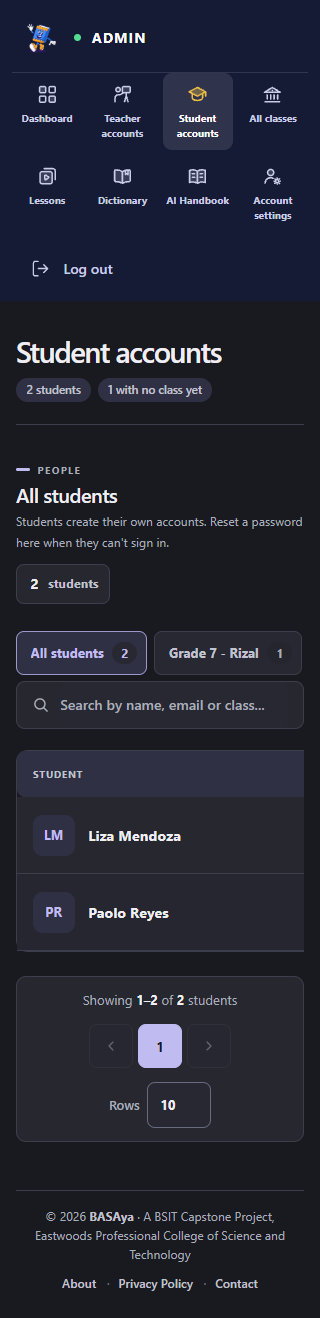 ADMIN
Dashboard
Teacher accounts
Student accounts
All classes
Lessons
Dictionary
AI Handbook
Account settings
Log out
Student accounts
2 students
1 with no class yet
PEOPLE
All students
Students create their own accounts. Reset a password
here when they can't sign in.
2 students
All students 2
Grade 7 - Rizal 1
Search by name, email or class...
STUDENT
LM Liza Mendoza
PR Paolo Reyes
Showing 1–2 of 2 students
1
Rows 10
© 2026 BASAya · A BSIT Capstone Project,
Eastwoods Professional College of Science and
Technology
About · Privacy Policy · Contact